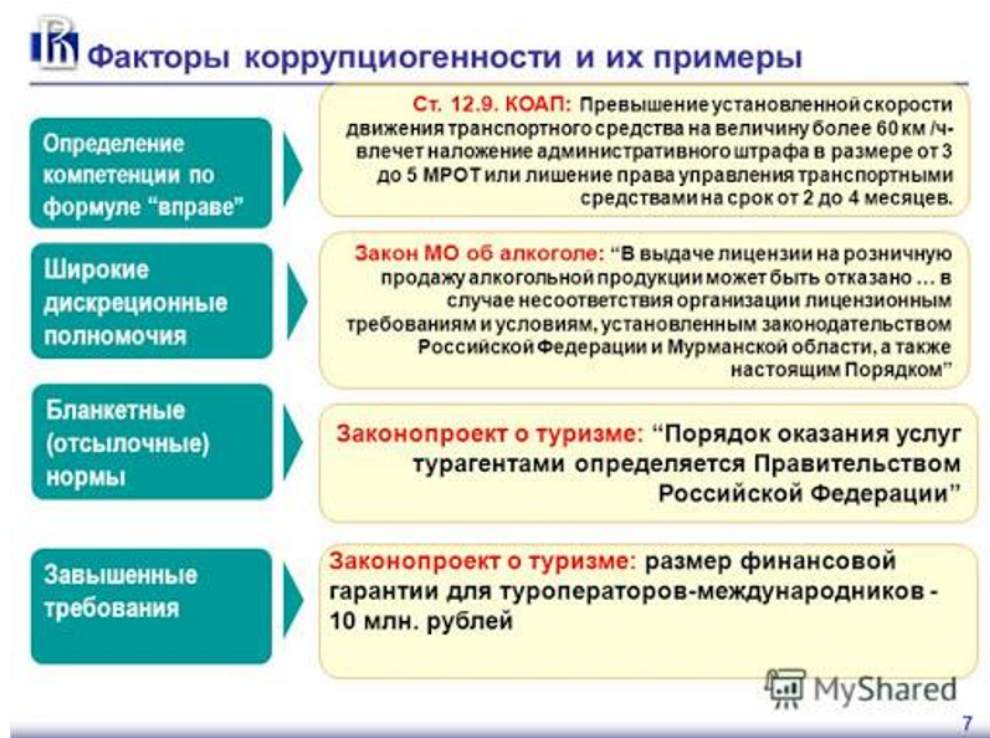 Факторы коррупциогенности и их примеры
Определение
компетенции по
формуле “вправе”
Ст. 12.9. КОАП: Превышение установленной скорости
движения транспортного средства на величину более 60 км /ч-
влечет наложение административного штрафа в размере от 3
до 5 МРОТ или лишение права управления транспортными
средствами на срок от 2 до 4 месяцев.
Широкие
дискреционные
полномочия
Закон МО об алкоголе: “В выдаче лицензии на розничную
продажу алкогольной продукции может быть отказано ... в
случае несоответствия организации лицензионным
требованиям и условиям, установленным законодательством
Российской Федерации и Мурманской области, а также
настоящим Порядком”
Бланкетные
(отсылочные)
нормы
Законопроект о туризме: “Порядок оказания услуг
турагентами определяется Правительством
Российской Федерации”
Завышенные
требования
Законопроект о туризме: размер финансовой
гарантии для туроператоров-международников -
10 млн. рублей
MyShared
7